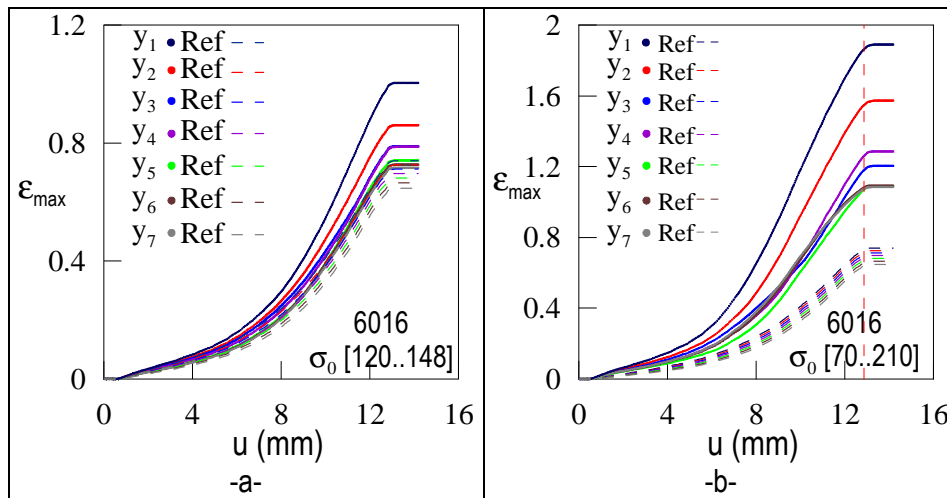 1.2
0.8
0.4
0
εmax
y1 Ref
y2 Ref
y3 Ref
y4 Ref
y5 Ref
y6 Ref
y7 Ref
6016
σ0 [120..148]
0 4 8 12 16
u (mm)
-a-
2
1.6
1.2
0.8
0.4
0
εmax
y1 Ref
y2 Ref
y3 Ref
y4 Ref
y5 Ref
y6 Ref
y7 Ref
6016
σ0 [70..210]
0 4 8 12 16
u (mm)
-b-